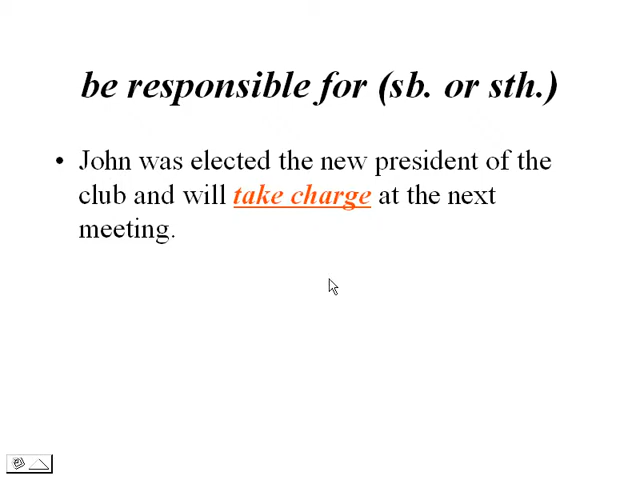 be responsible for (sb. or sth.)
• John was elected the new president of the
club and will take charge at the next
meeting.